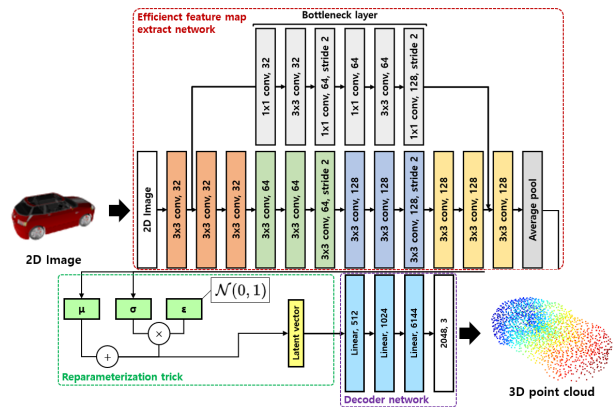 Efficienct feature map
extract network
Bottleneck layer
1x1 conv, 32
3x3 conv, 32
1x1 conv, 64, stride 2
1x1 conv, 64
3x3 conv, 64
1x1 conv, 128, stride 2
2D Image
3x3 conv, 32
3x3 conv, 32
3x3 conv, 32
3x3 conv, 64
3x3 conv, 64
3x3 conv, 64, stride 2
3x3 conv, 128
3x3 conv, 128
3x3 conv, 128, stride 2
3x3 conv, 128
3x3 conv, 128
3x3 conv, 128
Average pool
2D Image
μ
σ
ε
𝒩(0, 1)
×
+
Latent vector
Reparameterization trick
Linear, 512
Linear, 1024
Linear, 6144
2048, 3
Decoder network
3D point cloud